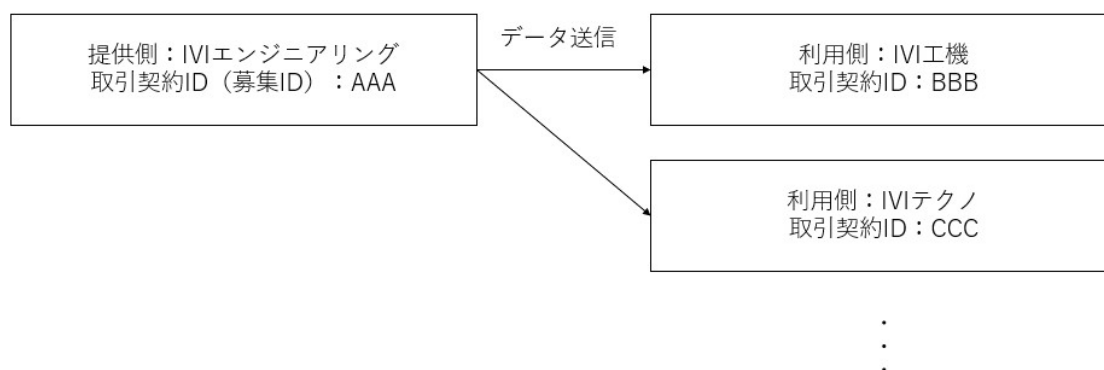 提供側：IVIエンジニアリング
取引契約ID（募集ID）：AAA
データ送信
利用側：IVI工機
取引契約ID：BBB
利用側：IVIテクノ
取引契約ID：CCC
・
・
・